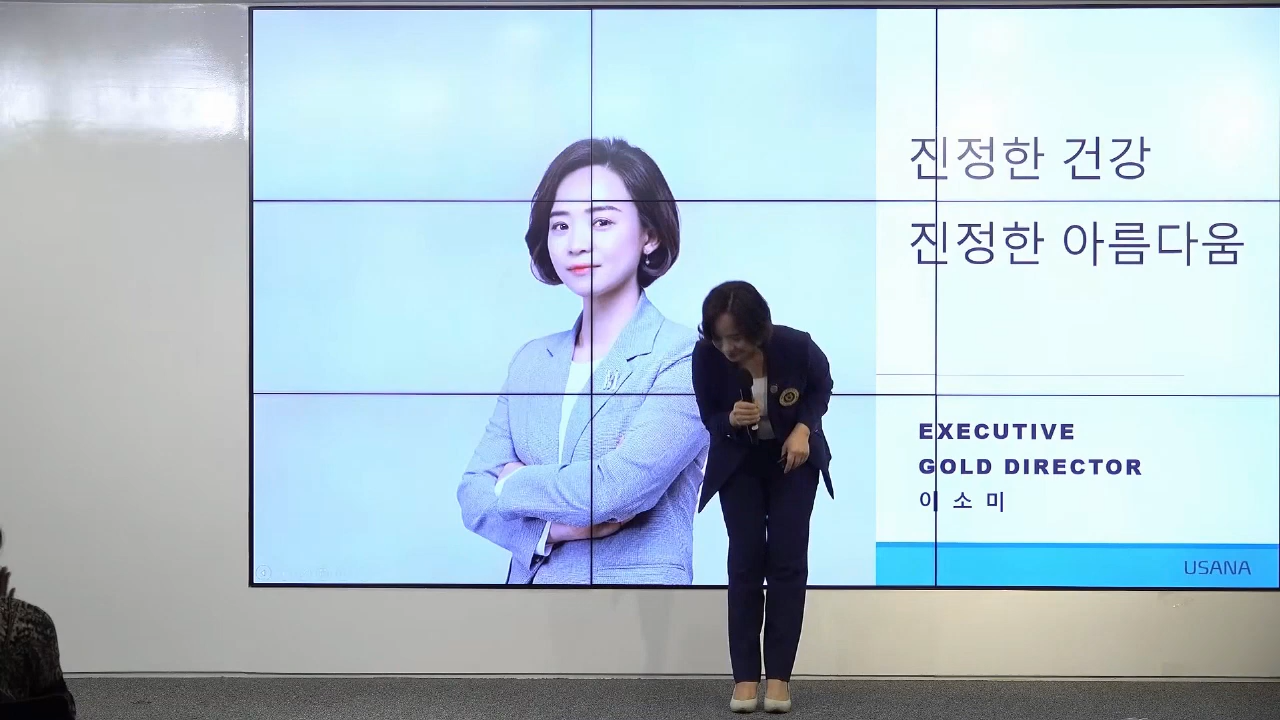 진정한 건강
진정한 아름다움
EXECUTIVE
GOLD DIRECTOR
이 소 미
USANA